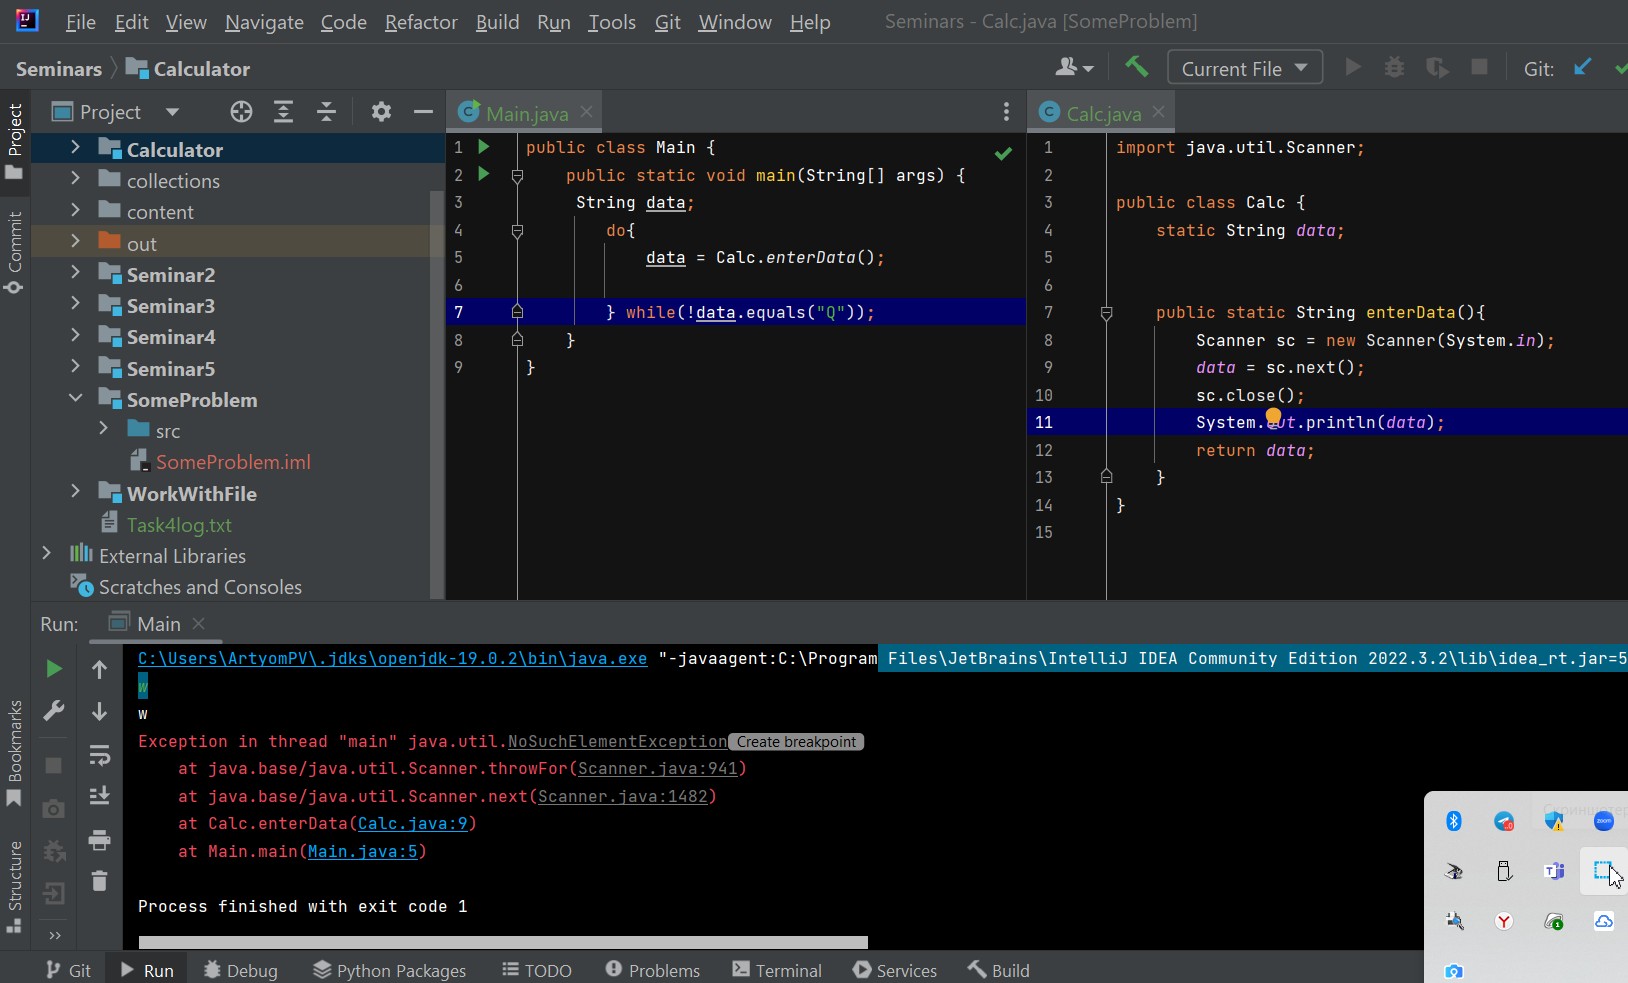 File Edit View Navigate Code Refactor Build Run Tools Git Window Help Seminars - Calc.java [SomeProblem]
Seminars Calculator Current File Git:
Project
Commit
Bookmarks
Structure
Project
Calculator
collections
content
out
Seminar2
Seminar3
Seminar4
Seminar5
SomeProblem
src
SomeProblem.iml
WorkWithFile
Task4log.txt
External Libraries
Scratches and Consoles
Main.java
1 public class Main {
2 public static void main(String[] args) {
3 String data;
4 do{
5 data = Calc.enterData();
6
7 } while(!data.equals("Q"));
8 }
9 }
Calc.java
1 import java.util.Scanner;
2
3 public class Calc {
4 static String data;
5
6
7 public static String enterData(){
8 Scanner sc = new Scanner(System.in);
9 data = sc.next();
10 sc.close();
11 System.out.println(data);
12 return data;
13 }
14 }
15
Run: Main
C:\Users\ArtyomPV\.jdks\openjdk-19.0.2\bin\java.exe "-javaagent:C:\Program Files\JetBrains\IntelliJ IDEA Community Edition 2022.3.2\lib\idea_rt.jar=5
w
w
Exception in thread "main" java.util.NoSuchElementException Create breakpoint
at java.base/java.util.Scanner.throwFor(Scanner.java:941)
at java.base/java.util.Scanner.next(Scanner.java:1482)
at Calc.enterData(Calc.java:9)
at Main.main(Main.java:5)
Process finished with exit code 1
zoom
Git Run Debug Python Packages TODO Problems Terminal Services Build